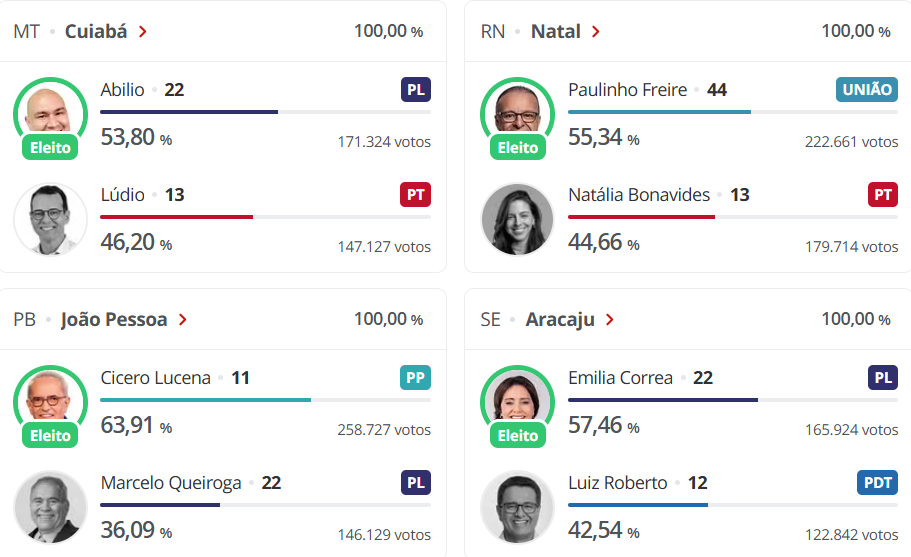 MT • Cuiabá > 100,00 %
Abilio • 22 PL
53,80 % 171.324 votos
Eleito
Lúdio • 13 PT
46,20 % 147.127 votos
RN • Natal > 100,00 %
Paulinho Freire • 44 UNIÃO
55,34 % 222.661 votos
Eleito
Natália Bonavides • 13 PT
44,66 % 179.714 votos
PB • João Pessoa > 100,00 %
Cicero Lucena • 11 PP
63,91 % 258.727 votos
Eleito
Marcelo Queiroga • 22 PL
36,09 % 146.129 votos
SE • Aracaju > 100,00 %
Emilia Correa • 22 PL
57,46 % 165.924 votos
Eleito
Luiz Roberto • 12 PDT
42,54 % 122.842 votos